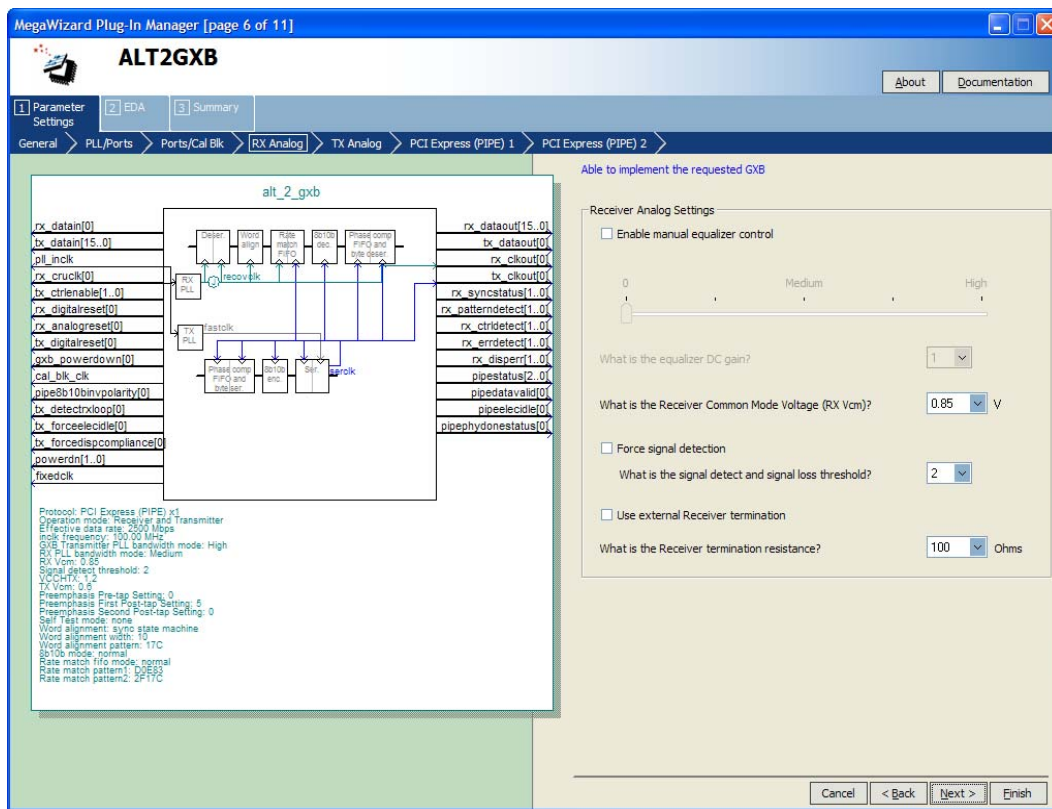 MegaWizard Plug-In Manager [page 6 of 11]
ALT2GXB
About
Documentation
1 Parameter Settings
2 EDA
3 Summary
General
PLL/Ports
Ports/Cal Blk
RX Analog
TX Analog
PCI Express (PIPE) 1
PCI Express (PIPE) 2
alt_2_gxb
rx_datain[0]
tx_datain[15..0]
pll_inclk
rx_cruclk[0]
tx_ctrlenable[1..0]
rx_digitalreset[0]
rx_analogreset[0]
tx_digitalreset[0]
gxb_powerdown[0]
cal_blk_clk
pipe8b10binvpolarity[0]
tx_detectrxloop[0]
tx_forceelecidle[0]
tx_forcedispcompliance[0]
powerdn[1..0]
fixedclk
Deser.
Word align
Rate match FIFO
8b10b dec.
Phase comp FIFO and byte deser.
RX PLL
recovclk
TX PLL
fastclk
Phase comp FIFO and byte ser.
8b10b enc.
Ser.
serclk
rx_dataout[15..0]
tx_dataout[0]
rx_clkout[0]
tx_clkout[0]
rx_syncstatus[1..0]
rx_patterndetect[1..0]
rx_ctrldetect[1..0]
rx_errdetect[1..0]
rx_disperr[1..0]
pipestatus[2..0]
pipedatavalid[0]
pipeelecidle[0]
pipephydonestatus[0]
Protocol: PCI Express (PIPE) x1
Operation mode: Receiver and Transmitter
Effective data rate: 2500 Mbps
inclk frequency: 100.00 MHz
GXB Transmitter PLL bandwidth mode: High
RX PLL bandwidth mode: Medium
RX Vcm: 0.85
Signal detect threshold: 2
VCCHTX: 1.2
TX Vcm: 0.6
Preemphasis Pre-tap Setting: 0
Preemphasis First Post-tap Setting: 5
Preemphasis Second Post-tap Setting: 0
Self Test mode: none
Word alignment: sync state machine
Word alignment width: 10
Word alignment pattern: 17C
8b10b mode: normal
Rate match fifo mode: normal
Rate match pattern1: D0E83
Rate match pattern2: 2F17C
Able to implement the requested GXB
Receiver Analog Settings
Enable manual equalizer control
0 Medium High
What is the equalizer DC gain? 1
What is the Receiver Common Mode Voltage (RX Vcm)? 0.85 V
Force signal detection
What is the signal detect and signal loss threshold? 2
Use external Receiver termination
What is the Receiver termination resistance? 100 Ohms
Cancel
< Back
Next >
Finish